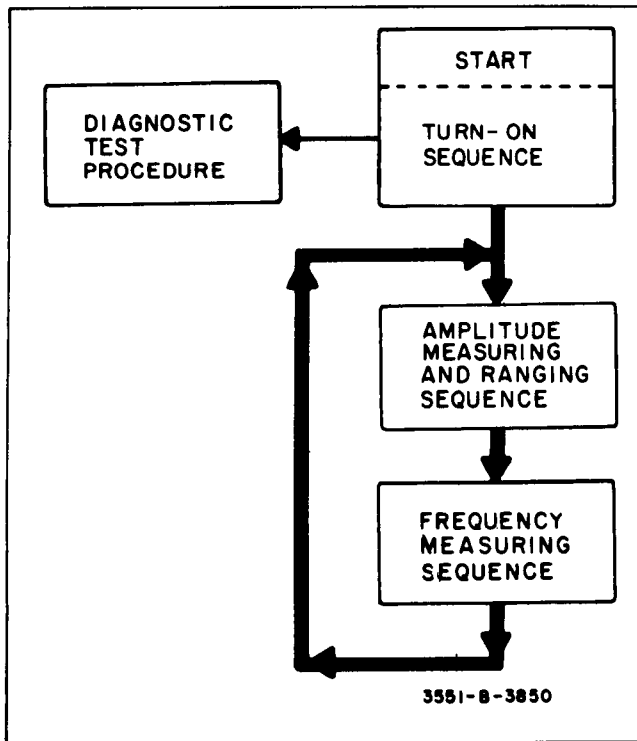 START
TURN-ON
SEQUENCE
DIAGNOSTIC
TEST
PROCEDURE
AMPLITUDE
MEASURING
AND RANGING
SEQUENCE
FREQUENCY
MEASURING
SEQUENCE
3551-B-3850